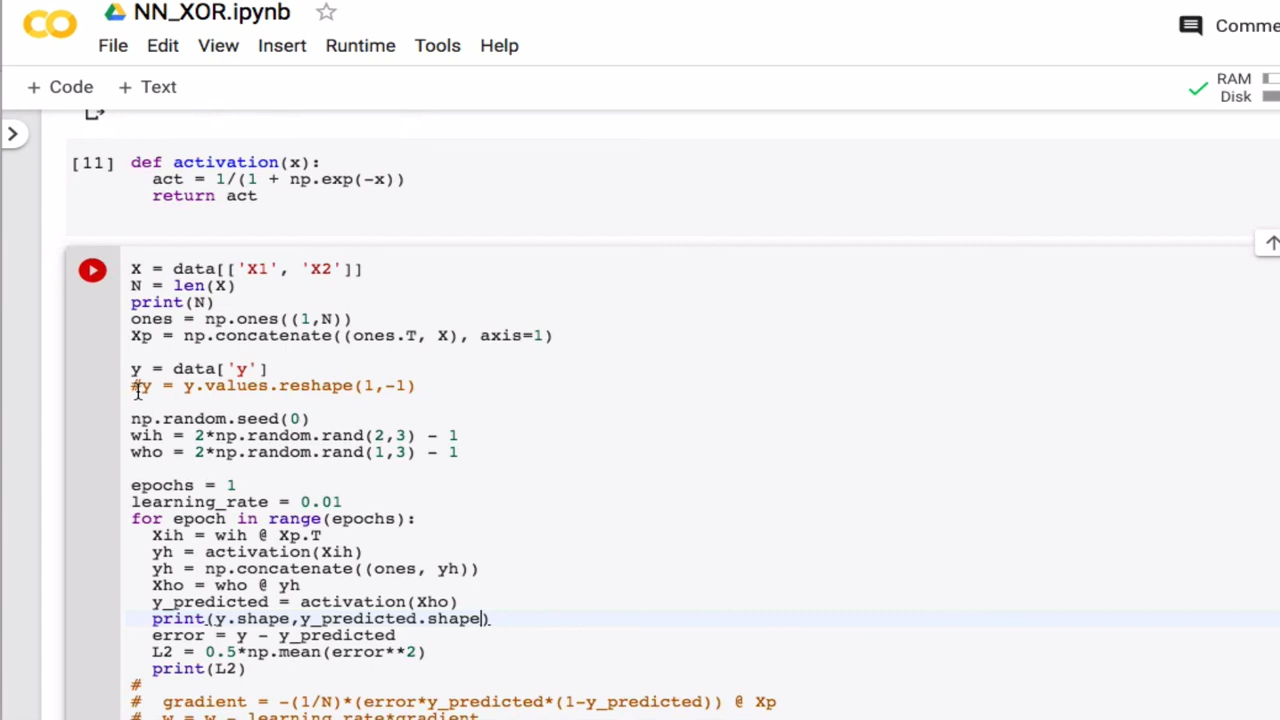 NN_XOR.ipynb
Comme
File Edit View Insert Runtime Tools Help
+ Code + Text
RAM
Disk
[11] def activation(x):
  act = 1/(1 + np.exp(-x))
  return act
X = data[['X1', 'X2']]
N = len(X)
print(N)
ones = np.ones((1,N))
Xp = np.concatenate((ones.T, X), axis=1)
y = data['y']
#y = y.values.reshape(1,-1)
np.random.seed(0)
wih = 2*np.random.rand(2,3) - 1
who = 2*np.random.rand(1,3) - 1
epochs = 1
learning_rate = 0.01
for epoch in range(epochs):
  Xih = wih @ Xp.T
  yh = activation(Xih)
  yh = np.concatenate((ones, yh))
  Xho = who @ yh
  y_predicted = activation(Xho)
  print(y.shape,y_predicted.shape)
  error = y - y_predicted
  L2 = 0.5*np.mean(error**2)
  print(L2)
#
#  gradient = -(1/N)*(error*y_predicted*(1-y_predicted)) @ Xp
#  w = w - learning_rate*gradient